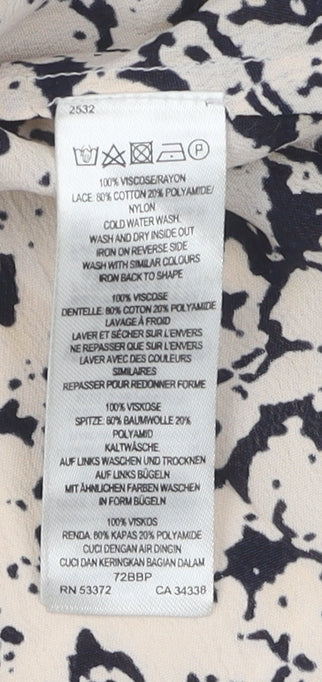 2532
P
100% VISCOSE/RAYON
LACE: 80% COTTON 20% POLYAMIDE/
NYLON
COLD WATER WASH.
WASH AND DRY INSIDE OUT
IRON ON REVERSE SIDE
WASH WITH SIMILAR COLOURS
IRON BACK TO SHAPE
100% VISCOSE
DENTELLE: 80% COTON 20% POLYAMIDE
LAVAGE À FROID
LAVER ET SÉCHER SUR L'ENVERS
NE REPASSER QUE SUR L'ENVERS
LAVER AVEC DES COULEURS
SIMILAIRES
REPASSER POUR REDONNER FORME
100% VISKOSE
SPITZE: 80% BAUMWOLLE 20%
POLYAMID
KALTWÄSCHE
AUF LINKS WASCHEN UND TROCKNEN
AUF LINKS BÜGELN
MIT ÄHNLICHEN FARBEN WASCHEN
IN FORM BÜGELN
100% VISKOS
RENDA: 80% KAPAS 20% POLYAMIDE
CUCI DENGAN AIR DINGIN
CUCI DAN KERINGKAN BAGIAN DALAM
72BBP
RN 53372 CA 34338